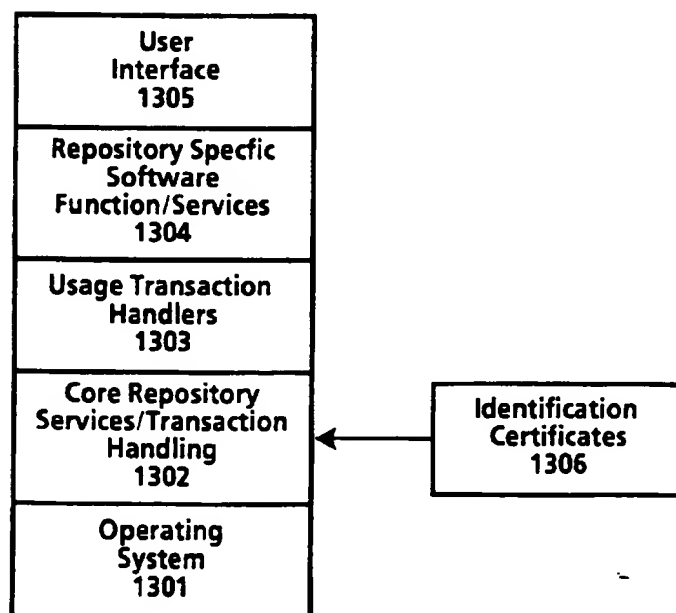 User
Interface
1305
Repository Specfic
Software
Function/Services
1304
Usage Transaction
Handlers
1303
Core Repository
Services/Transaction
Handling
1302
Identification
Certificates
1306
Operating
System
1301